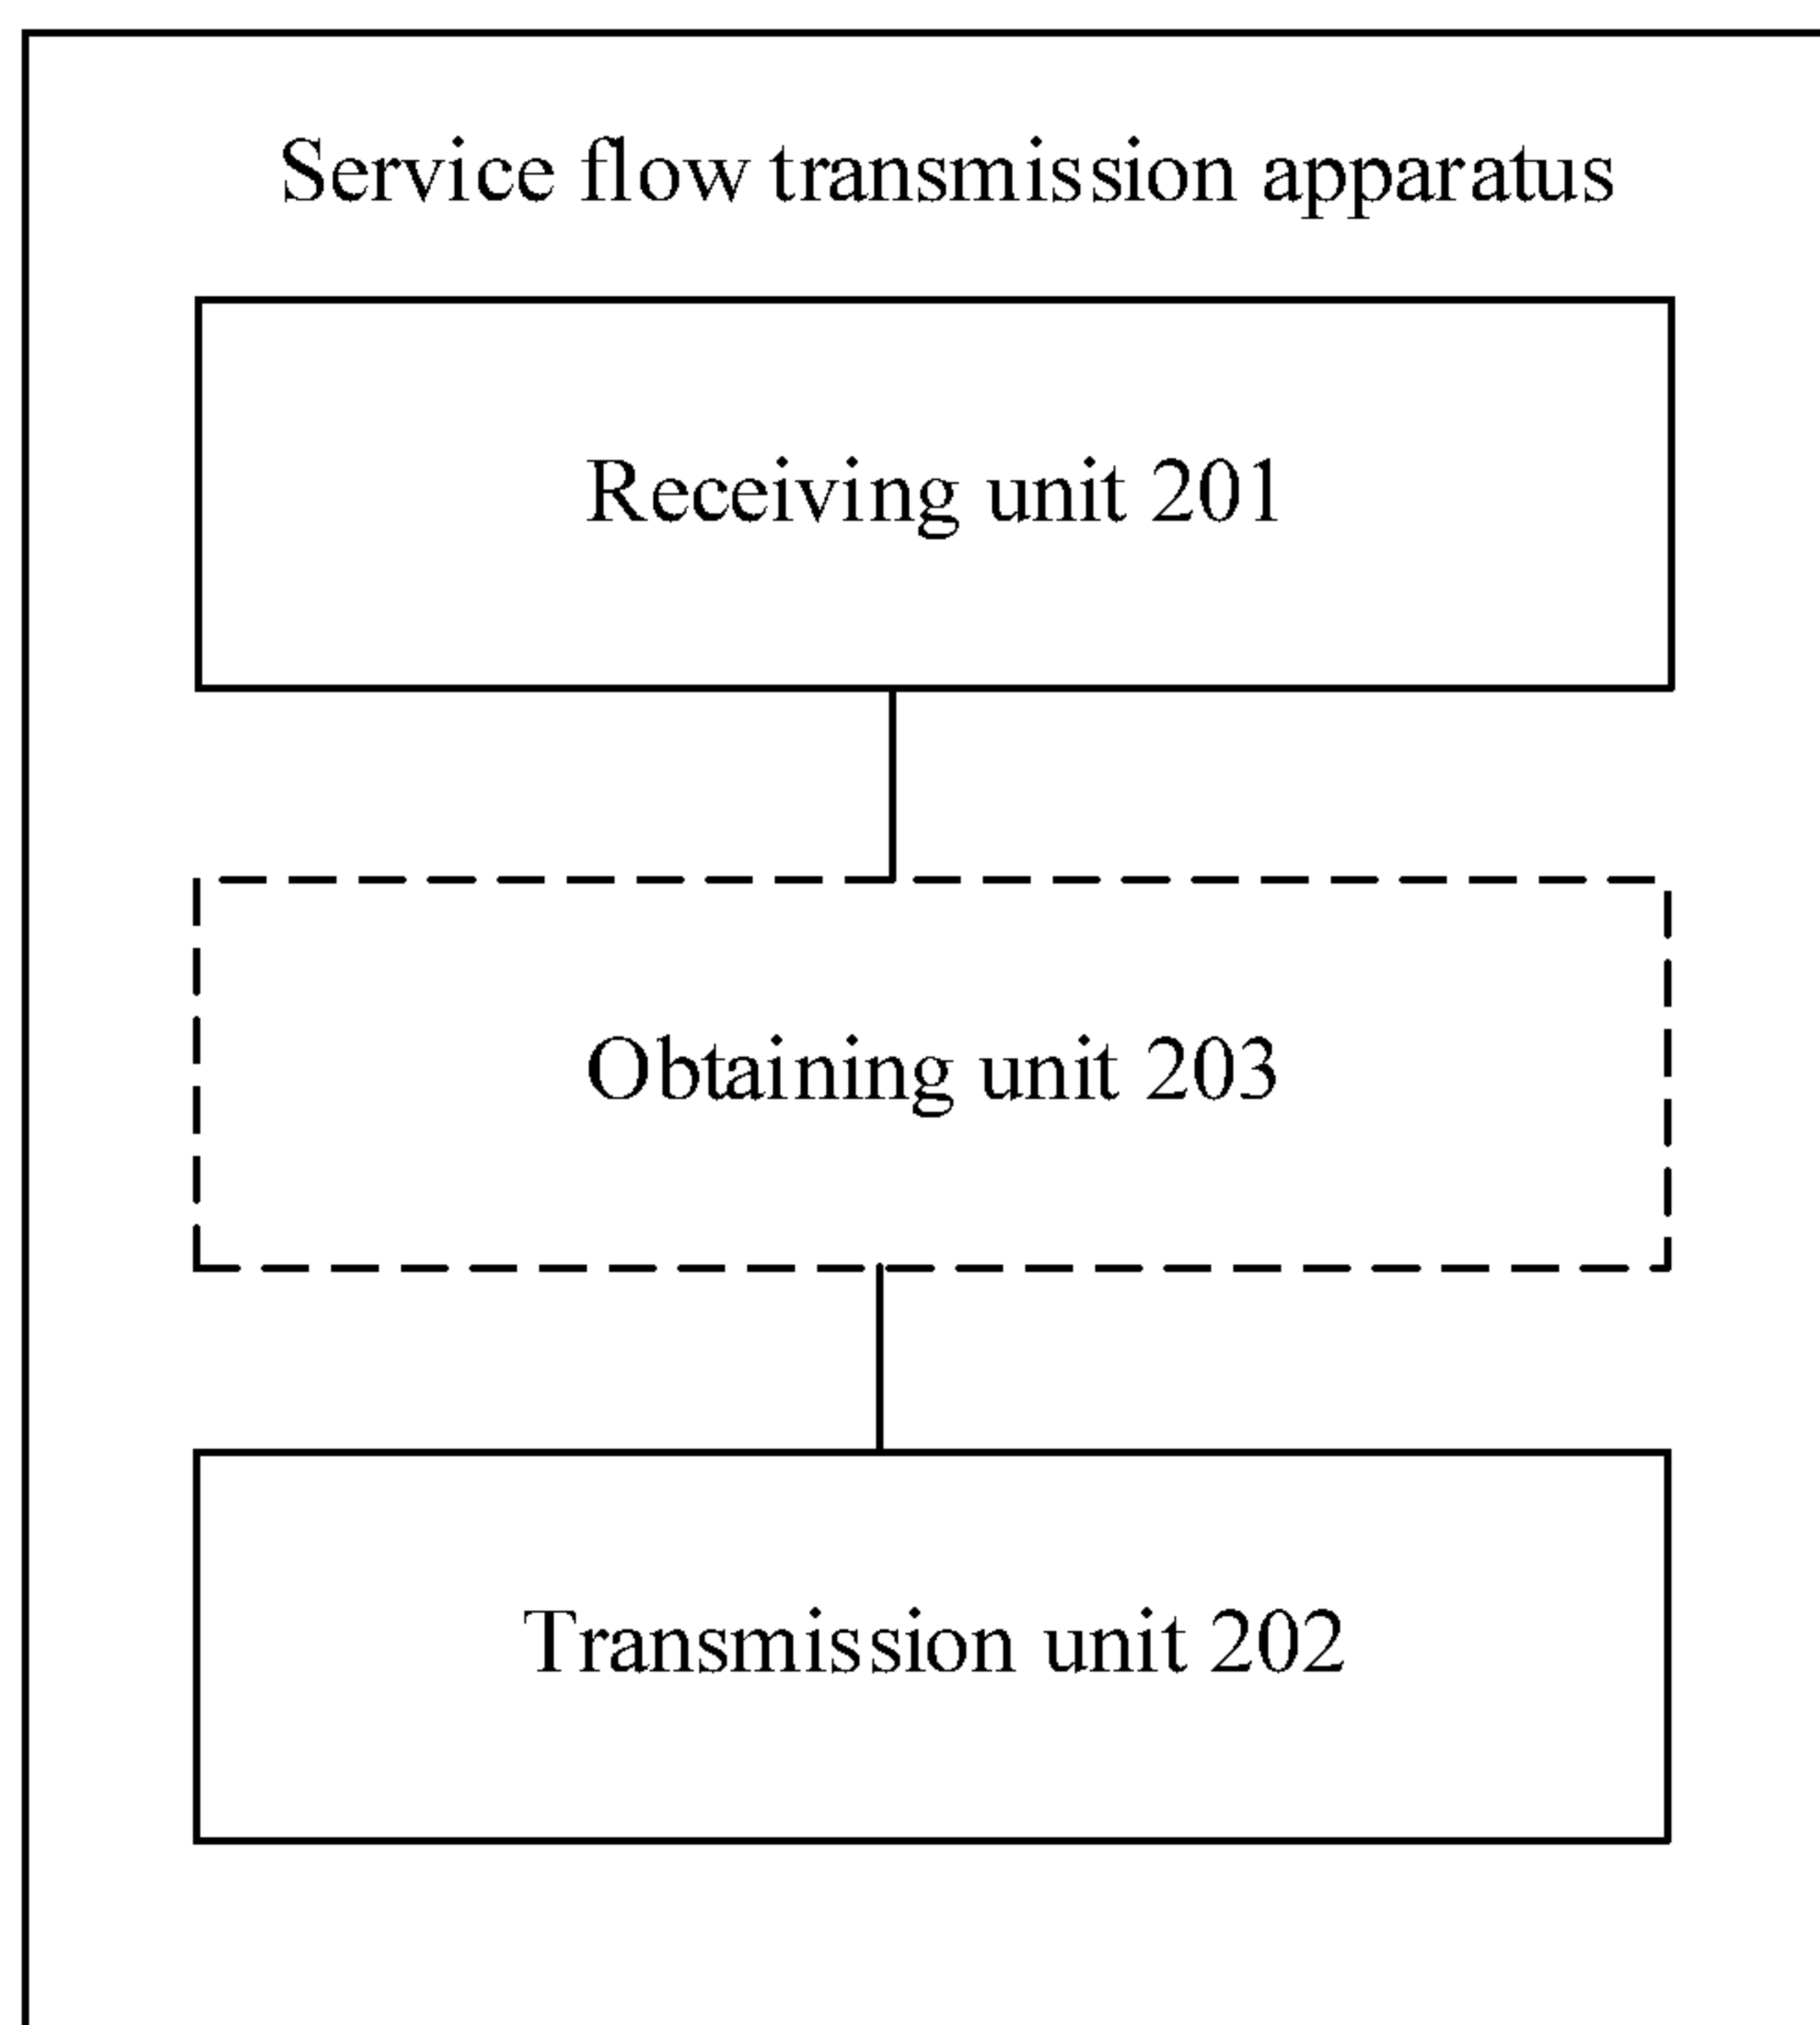 Service flow transmission apparatus
Receiving unit 201
Obtaining unit 203
Transmission unit 202